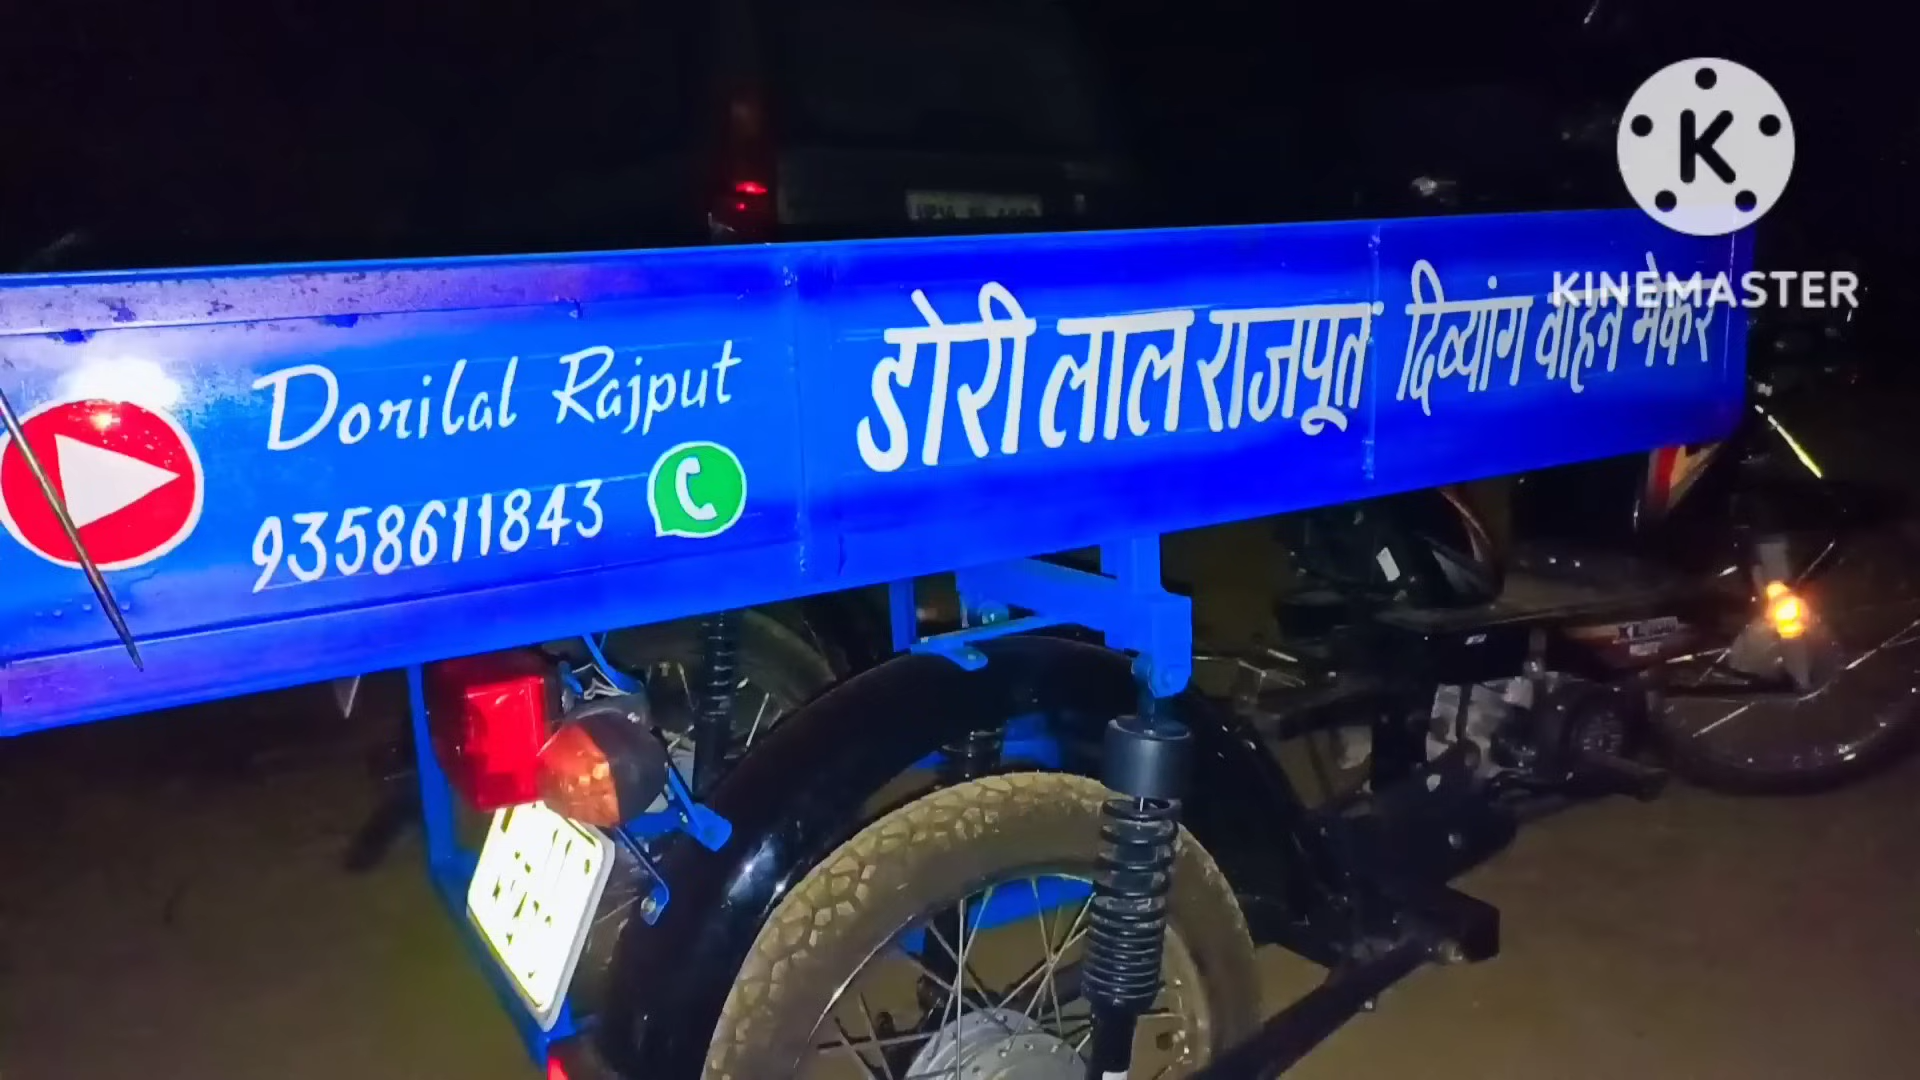 Dorilal Rajput
9358611843
डोरी लाल राजपूत दिव्यांग वाहन मेकर
K
KINEMASTER